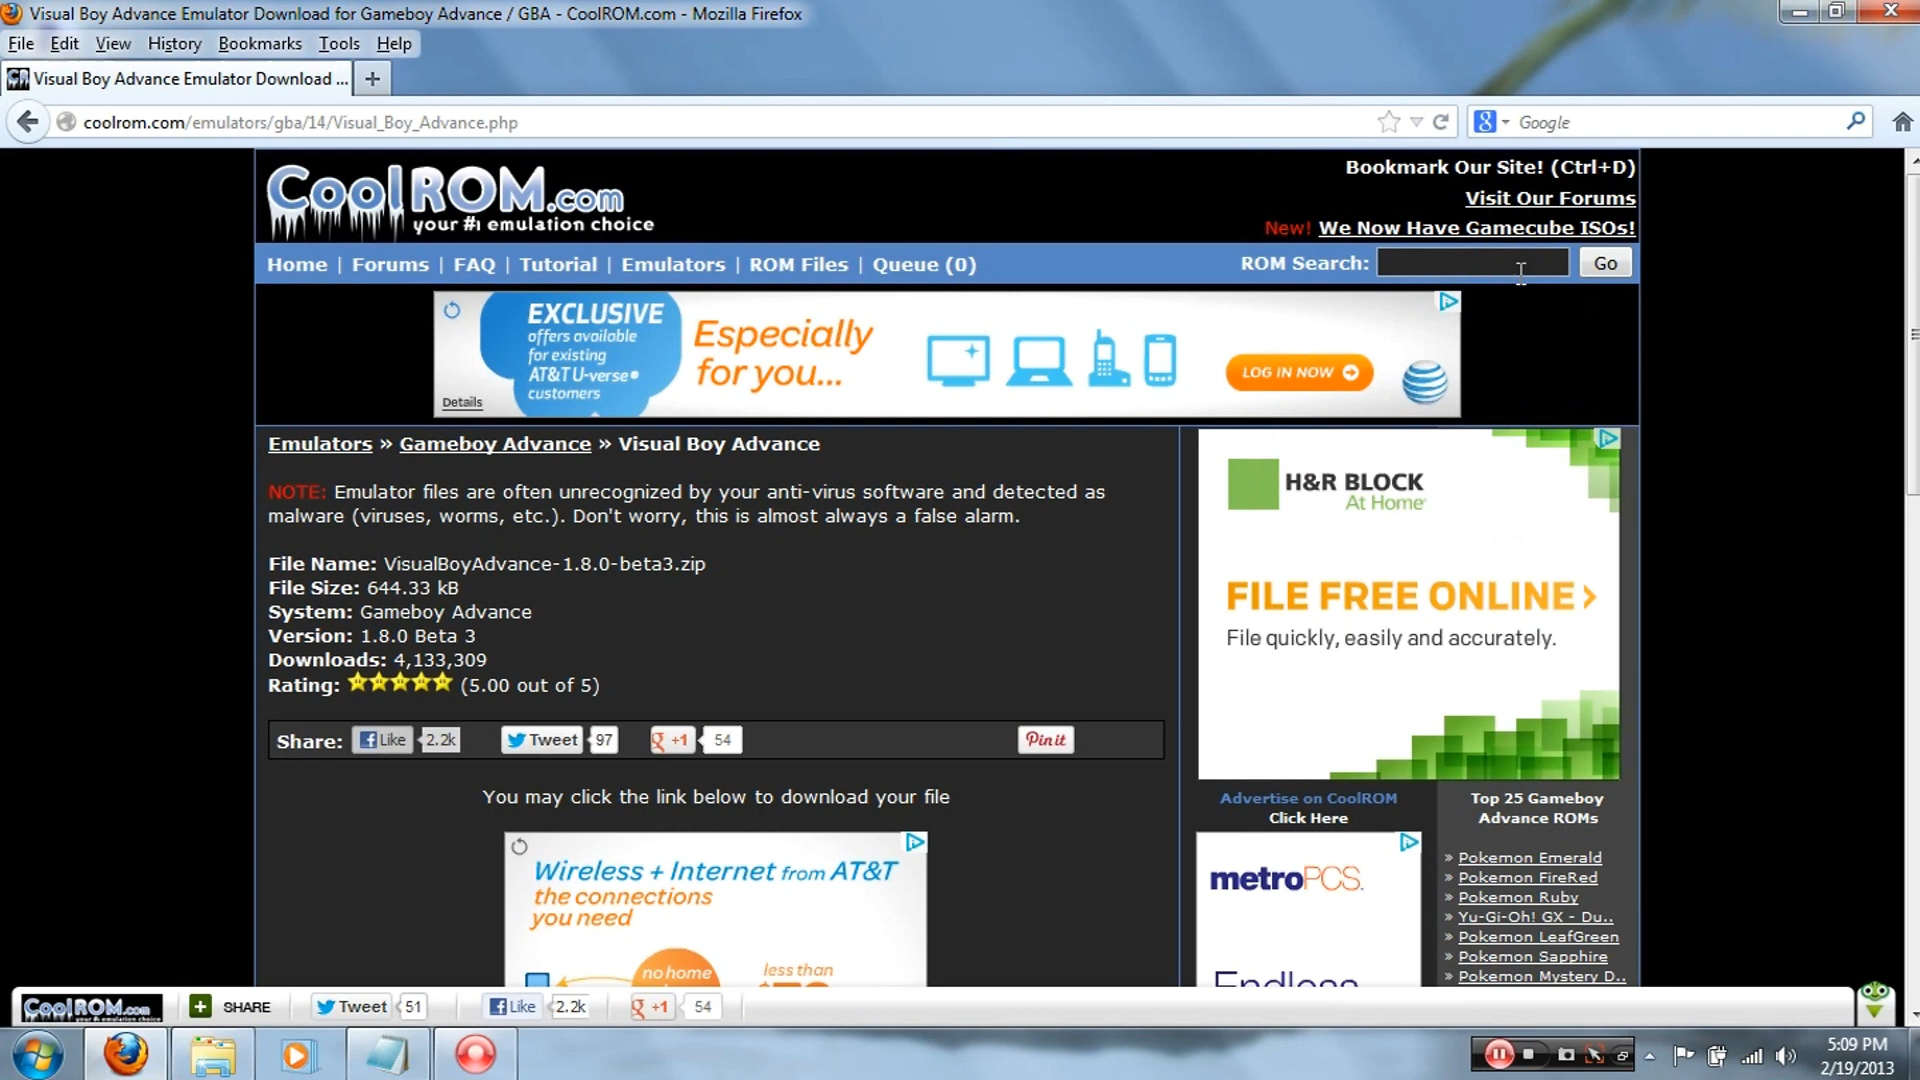 Visual Boy Advance Emulator Download for Gameboy Advance / GBA - CoolROM.com - Mozilla Firefox
File Edit View History Bookmarks Tools Help
Visual Boy Advance Emulator Download ...
coolrom.com/emulators/gba/14/Visual_Boy_Advance.php
Google
CoolROM.com
your #1 emulation choice
Bookmark Our Site! (Ctrl+D)
Visit Our Forums
New! We Now Have Gamecube ISOs!
Home | Forums | FAQ | Tutorial | Emulators | ROM Files | Queue (0)
ROM Search: Go
EXCLUSIVE
offers available
for existing
AT&T U-verse®
customers
Details
Especially
for you...
LOG IN NOW
Emulators » Gameboy Advance » Visual Boy Advance
NOTE: Emulator files are often unrecognized by your anti-virus software and detected as
malware (viruses, worms, etc.). Don't worry, this is almost always a false alarm.
File Name: VisualBoyAdvance-1.8.0-beta3.zip
File Size: 644.33 kB
System: Gameboy Advance
Version: 1.8.0 Beta 3
Downloads: 4,133,309
Rating: (5.00 out of 5)
Share: Like 2.2k Tweet 97 +1 54 Pin it
You may click the link below to download your file
Wireless + Internet from AT&T
the connections
you need
no home
less than
H&R BLOCK
At Home®
FILE FREE ONLINE >
File quickly, easily and accurately.
Advertise on CoolROM
Click Here
metroPCS.
Endless
Top 25 Gameboy
Advance ROMs
» Pokemon Emerald
» Pokemon FireRed
» Pokemon Ruby
» Yu-Gi-Oh! GX - Du..
» Pokemon LeafGreen
» Pokemon Sapphire
» Pokemon Mystery D..
CoolROM.com SHARE Tweet 51 Like 2.2k +1 54
5:09 PM
2/19/2013